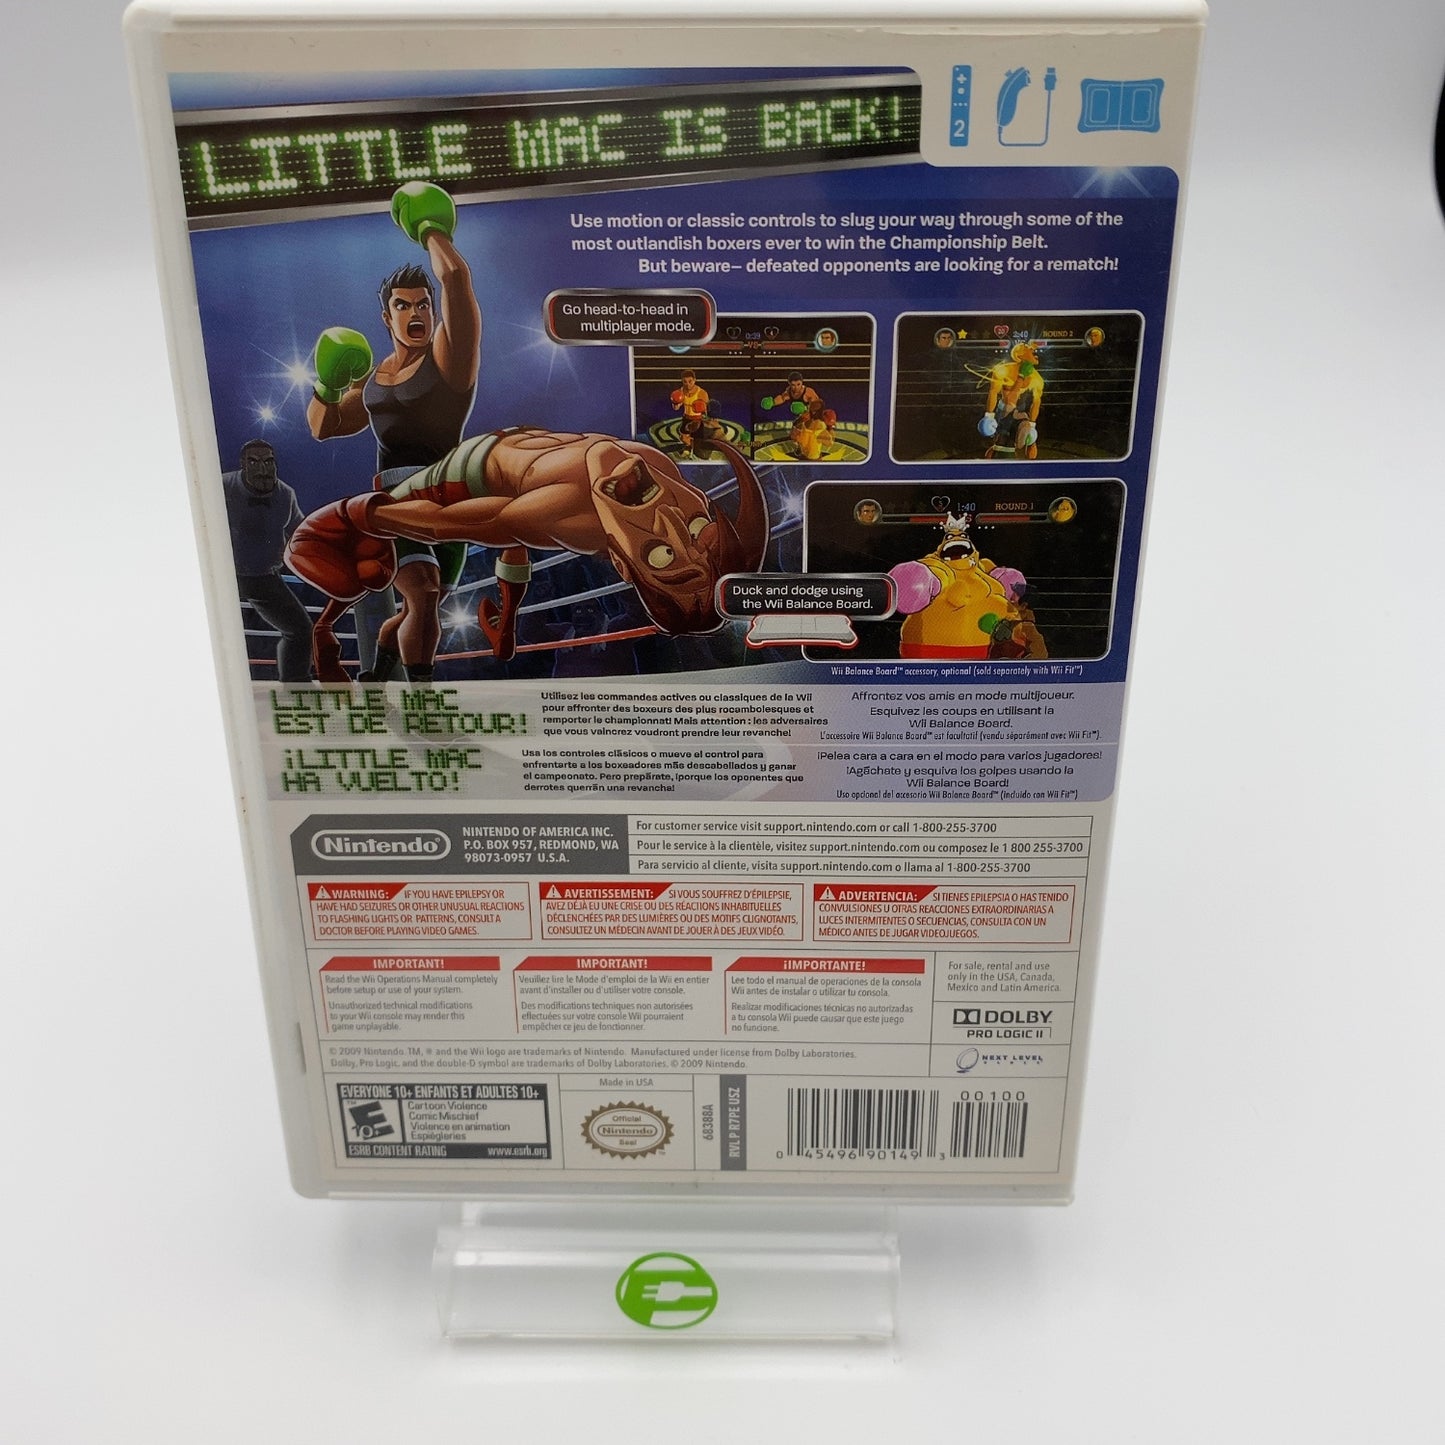 LITTLE MAC IS BACK!
2
Use motion or classic controls to slug your way through some of the
most outlandish boxers ever to win the Championship Belt.
But beware— defeated opponents are looking for a rematch!
Go head-to-head in
multiplayer mode.
0:39
VS
2:40 ROUND 2
1:40 ROUND 1
Duck and dodge using
the Wii Balance Board.
Wii Balance Board™ accessory, optional (sold separately with Wii Fit™)
LITTLE MAC
EST DE RETOUR!
Utilisez les commandes actives ou classiques de la Wii
pour affronter des boxeurs des plus rocambolesques et
remporter le championnat! Mais attention : les adversaires
que vous vaincrez voudront prendre leur revanche!
Affrontez vos amis en mode multijoueur.
Esquivez les coups en utilisant la
Wii Balance Board.
L'accessoire Wii Balance Board™ est facultatif (vendu séparément avec Wii Fit™).
¡LITTLE MAC
HA VUELTO!
Usa los controles clásicos o mueve el control para
enfrentarte a los boxeadores más descabellados y ganar
el campeonato. Pero prepárate, ¡porque los oponentes que
derrotes querrán una revancha!
¡Pelea cara a cara en el modo para varios jugadores!
¡Agáchate y esquiva los golpes usando la
Wii Balance Board!
Uso opcional del accesorio Wii Balance Board™ (incluido con Wii Fit™)
Nintendo®
NINTENDO OF AMERICA INC.
P.O. BOX 957, REDMOND, WA
98073-0957 U.S.A.
For customer service visit support.nintendo.com or call 1-800-255-3700
Pour le service à la clientèle, visitez support.nintendo.com ou composez le 1 800 255-3700
Para servicio al cliente, visita support.nintendo.com o llama al 1-800-255-3700
WARNING: IF YOU HAVE EPILEPSY OR
HAVE HAD SEIZURES OR OTHER UNUSUAL REACTIONS
TO FLASHING LIGHTS OR PATTERNS, CONSULT A
DOCTOR BEFORE PLAYING VIDEO GAMES.
AVERTISSEMENT: SI VOUS SOUFFREZ D'ÉPILEPSIE,
AVEZ DÉJÀ EU UNE CRISE OU DES RÉACTIONS INHABITUELLES
DÉCLENCHÉES PAR DES LUMIÈRES OU DES MOTIFS CLIGNOTANTS,
CONSULTEZ UN MÉDECIN AVANT DE JOUER À DES JEUX VIDÉO.
ADVERTENCIA: SI TIENES EPILEPSIA O HAS TENIDO
CONVULSIONES U OTRAS REACCIONES EXTRAORDINARIAS A
LUCES INTERMITENTES O SECUENCIAS, CONSULTA CON UN
MÉDICO ANTES DE JUGAR VIDEOJUEGOS.
IMPORTANT!
Read the Wii Operations Manual completely
before setup or use of your system.
Unauthorized technical modifications
to your Wii console may render this
game unplayable.
IMPORTANT!
Veuillez lire le Mode d'emploi de la Wii en entier
avant d'installer ou d'utiliser votre console.
Des modifications techniques non autorisées
effectuées sur votre console Wii pourraient
empêcher ce jeu de fonctionner.
¡IMPORTANTE!
Lee todo el manual de operaciones de la consola
Wii antes de instalar o utilizar tu consola.
Realizar modificaciones técnicas no autorizadas
a tu consola Wii puede causar que este juego
no funcione.
For sale, rental and use
only in the USA, Canada,
Mexico and Latin America.
DOLBY
PRO LOGIC II
© 2009 Nintendo. TM, ® and the Wii logo are trademarks of Nintendo. Manufactured under license from Dolby Laboratories.
Dolby, Pro Logic, and the double-D symbol are trademarks of Dolby Laboratories. © 2009 Nintendo.
NEXT LEVEL
GAMES
EVERYONE 10+ ENFANTS ET ADULTES 10+
E
10+
Cartoon Violence
Comic Mischief
Violence en animation
Espiègleries
ESRB CONTENT RATING www.esrb.org
Made in USA
Official
Nintendo
Seal
68388A
RVL P R7PE USZ
0 45496 90149 3
00100